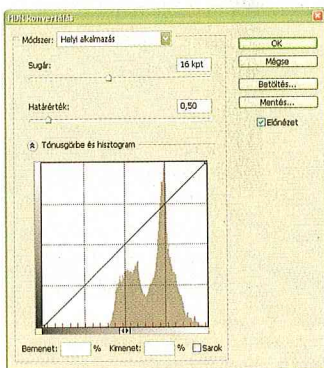 HDR konvertálás
Módszer: Helyi alkalmazás
OK
Mégse
Betöltés...
Mentés...
Előnézet
Sugár: 16 kpt
Határérték: 0,50
Tónusgörbe és hisztogram
Bemenet: % Kimenet: % Sarok